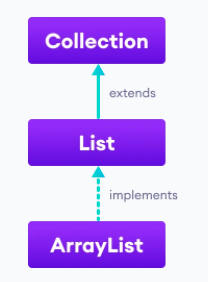 Collection
extends
List
implements
ArrayList